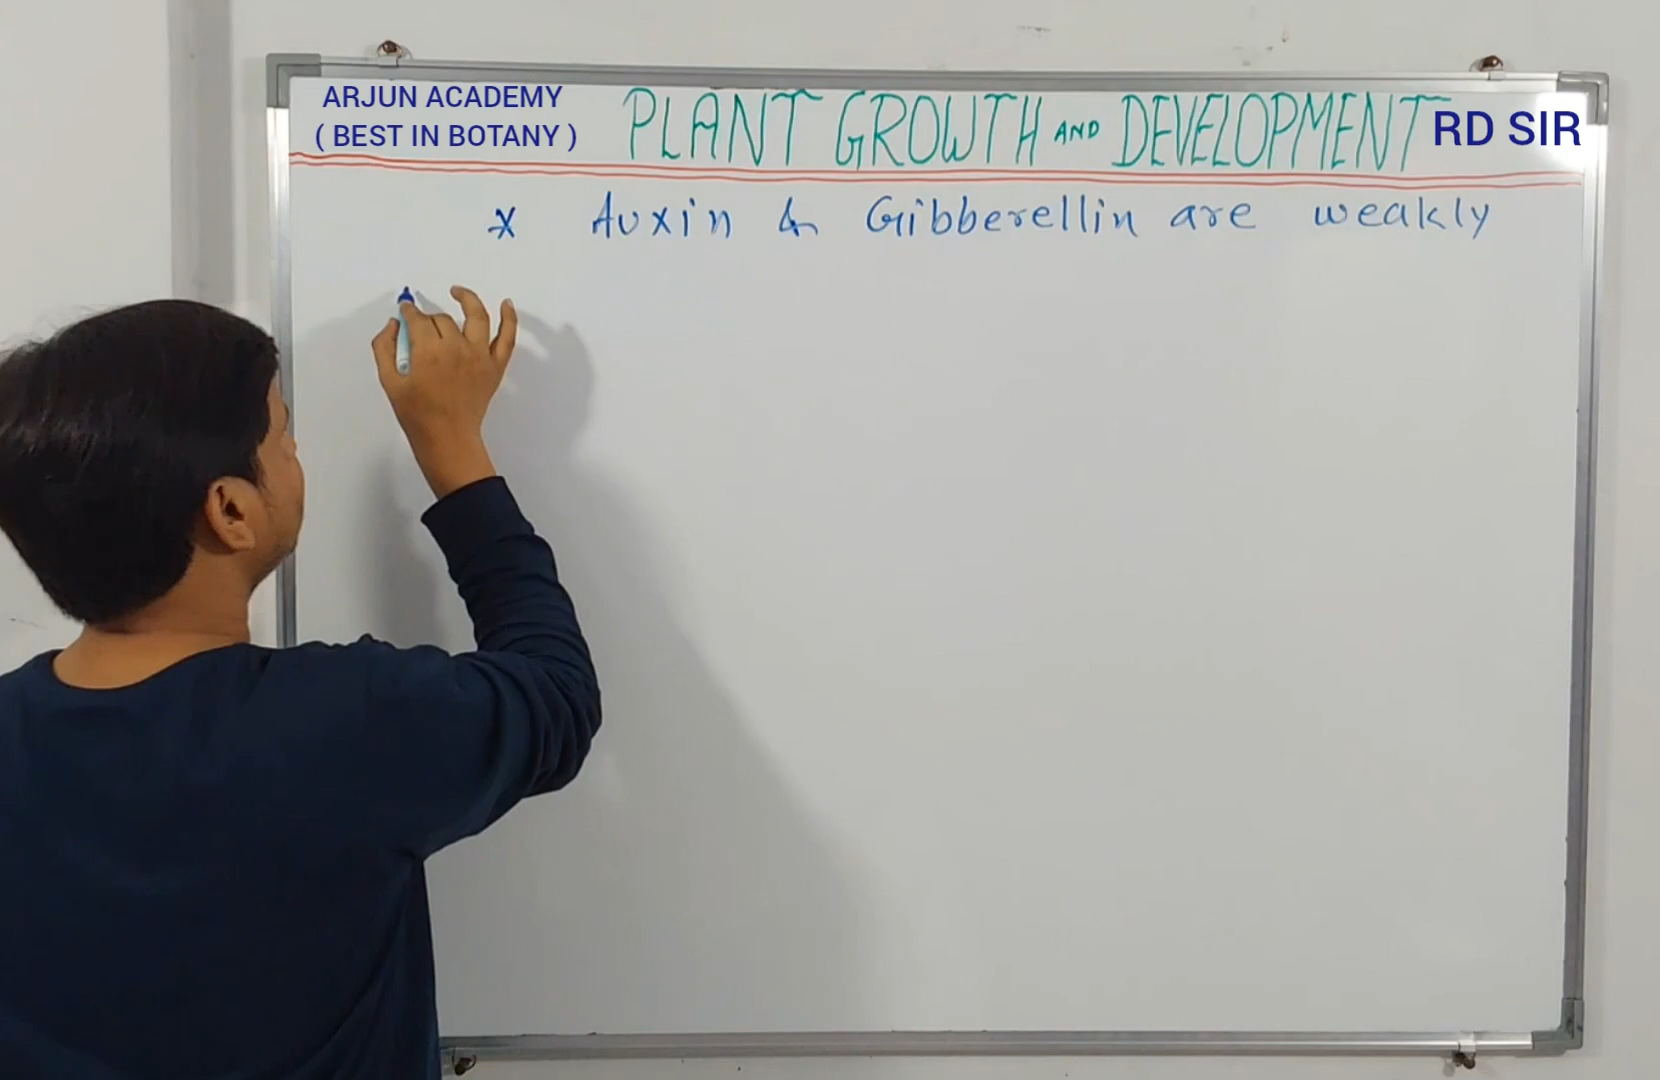 ARJUN ACADEMY
( BEST IN BOTANY )
PLANT GROWTH AND DEVELOPMENT
RD SIR
* Auxin & Gibberellin are weakly